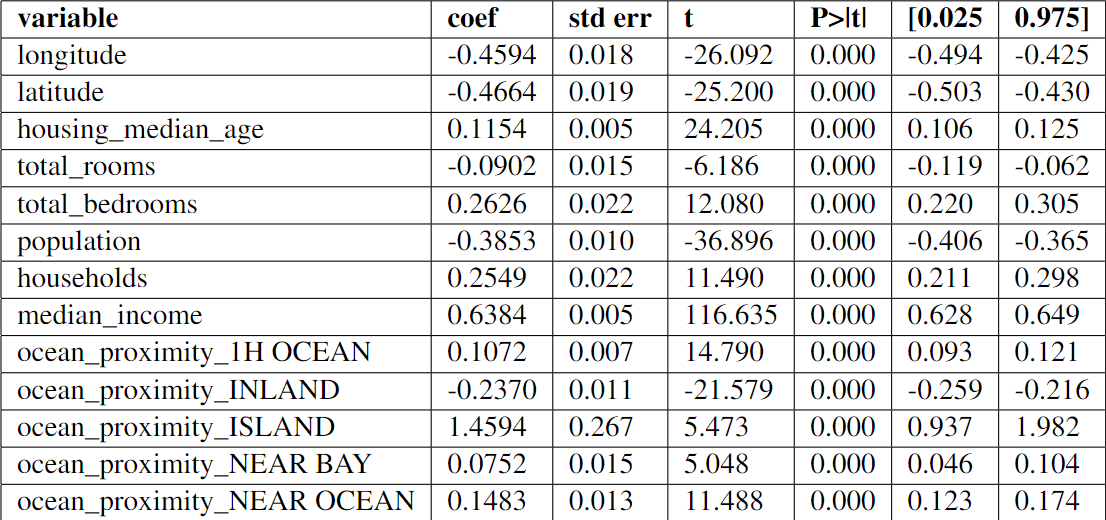 variable coef std err t P>|t| [0.025 0.975]
longitude -0.4594 0.018 -26.092 0.000 -0.494 -0.425
latitude -0.4664 0.019 -25.200 0.000 -0.503 -0.430
housing_median_age 0.1154 0.005 24.205 0.000 0.106 0.125
total_rooms -0.0902 0.015 -6.186 0.000 -0.119 -0.062
total_bedrooms 0.2626 0.022 12.080 0.000 0.220 0.305
population -0.3853 0.010 -36.896 0.000 -0.406 -0.365
households 0.2549 0.022 11.490 0.000 0.211 0.298
median_income 0.6384 0.005 116.635 0.000 0.628 0.649
ocean_proximity_1H OCEAN 0.1072 0.007 14.790 0.000 0.093 0.121
ocean_proximity_INLAND -0.2370 0.011 -21.579 0.000 -0.259 -0.216
ocean_proximity_ISLAND 1.4594 0.267 5.473 0.000 0.937 1.982
ocean_proximity_NEAR BAY 0.0752 0.015 5.048 0.000 0.046 0.104
ocean_proximity_NEAR OCEAN 0.1483 0.013 11.488 0.000 0.123 0.174